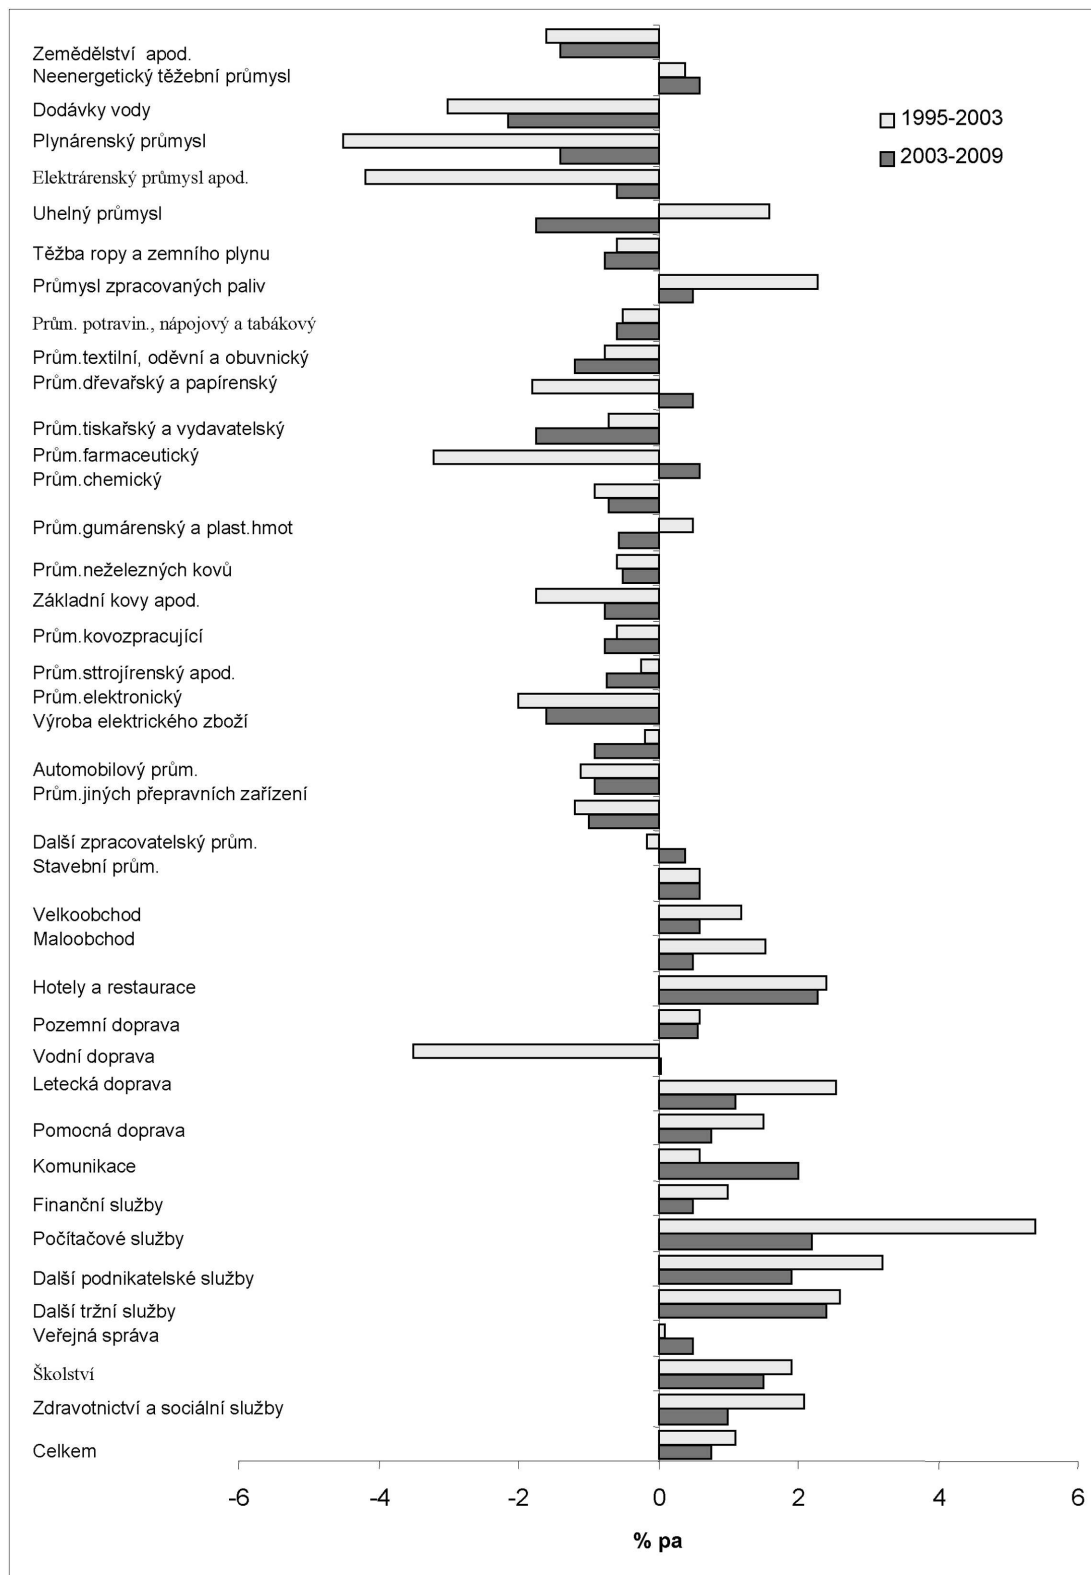 Zemědělství apod.
Neenergetický těžební průmysl
Dodávky vody
1995-2003
Plynárenský průmysl
2003-2009
Elektrárenský průmysl apod.
Uhelný průmysl
Těžba ropy a zemního plynu
Průmysl zpracovaných paliv
Prům. potravin., nápojový a tabákový
Prům.textilní, oděvní a obuvnický
Prům.dřevařský a papírenský
Prům.tiskařský a vydavatelský
Prům.farmaceutický
Prům.chemický
Prům.gumárenský a plast.hmot
Prům.neželezných kovů
Základní kovy apod.
Prům.kovozpracující
Prům.sttrojírenský apod.
Prům.elektronický
Výroba elektrického zboží
Automobilový prům.
Prům.jiných přepravních zařízení
Další zpracovatelský prům.
Stavební prům.
Velkoobchod
Maloobchod
Hotely a restaurace
Pozemní doprava
Vodní doprava
Letecká doprava
Pomocná doprava
Komunikace
Finanční služby
Počítačové služby
Další podnikatelské služby
Další tržní služby
Veřejná správa
Školství
Zdravotnictví a sociální služby
Celkem
-6 -4 -2 0 2 4 6
% pa